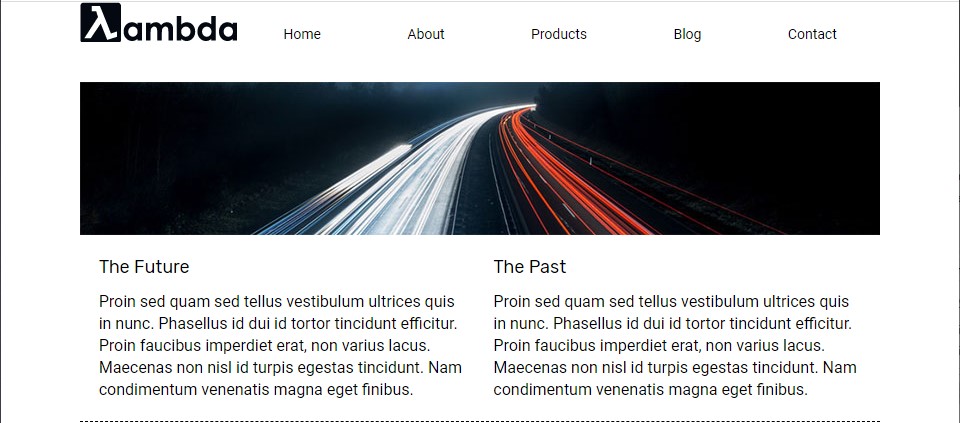 λambda
Home About Products Blog Contact
The Future
Proin sed quam sed tellus vestibulum ultrices quis
in nunc. Phasellus id dui id tortor tincidunt efficitur.
Proin faucibus imperdiet erat, non varius lacus.
Maecenas non nisl id turpis egestas tincidunt. Nam
condimentum venenatis magna eget finibus.
The Past
Proin sed quam sed tellus vestibulum ultrices quis
in nunc. Phasellus id dui id tortor tincidunt efficitur.
Proin faucibus imperdiet erat, non varius lacus.
Maecenas non nisl id turpis egestas tincidunt. Nam
condimentum venenatis magna eget finibus.